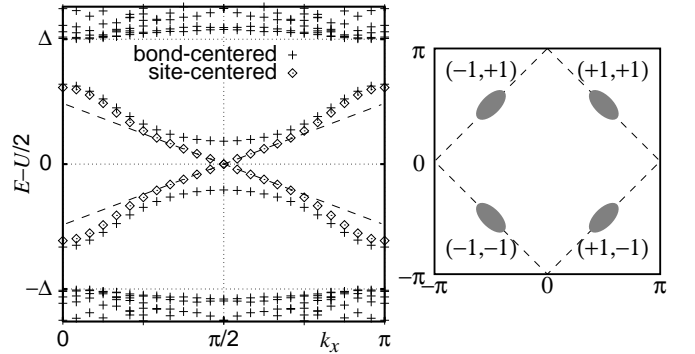 Δ
bond-centered
site-centered
E−U/2
0
−Δ
0
π/2
k_x
π
π
(-1,+1)
(+1,+1)
0
(-1,-1)
(+1,-1)
−π
−π
0
π